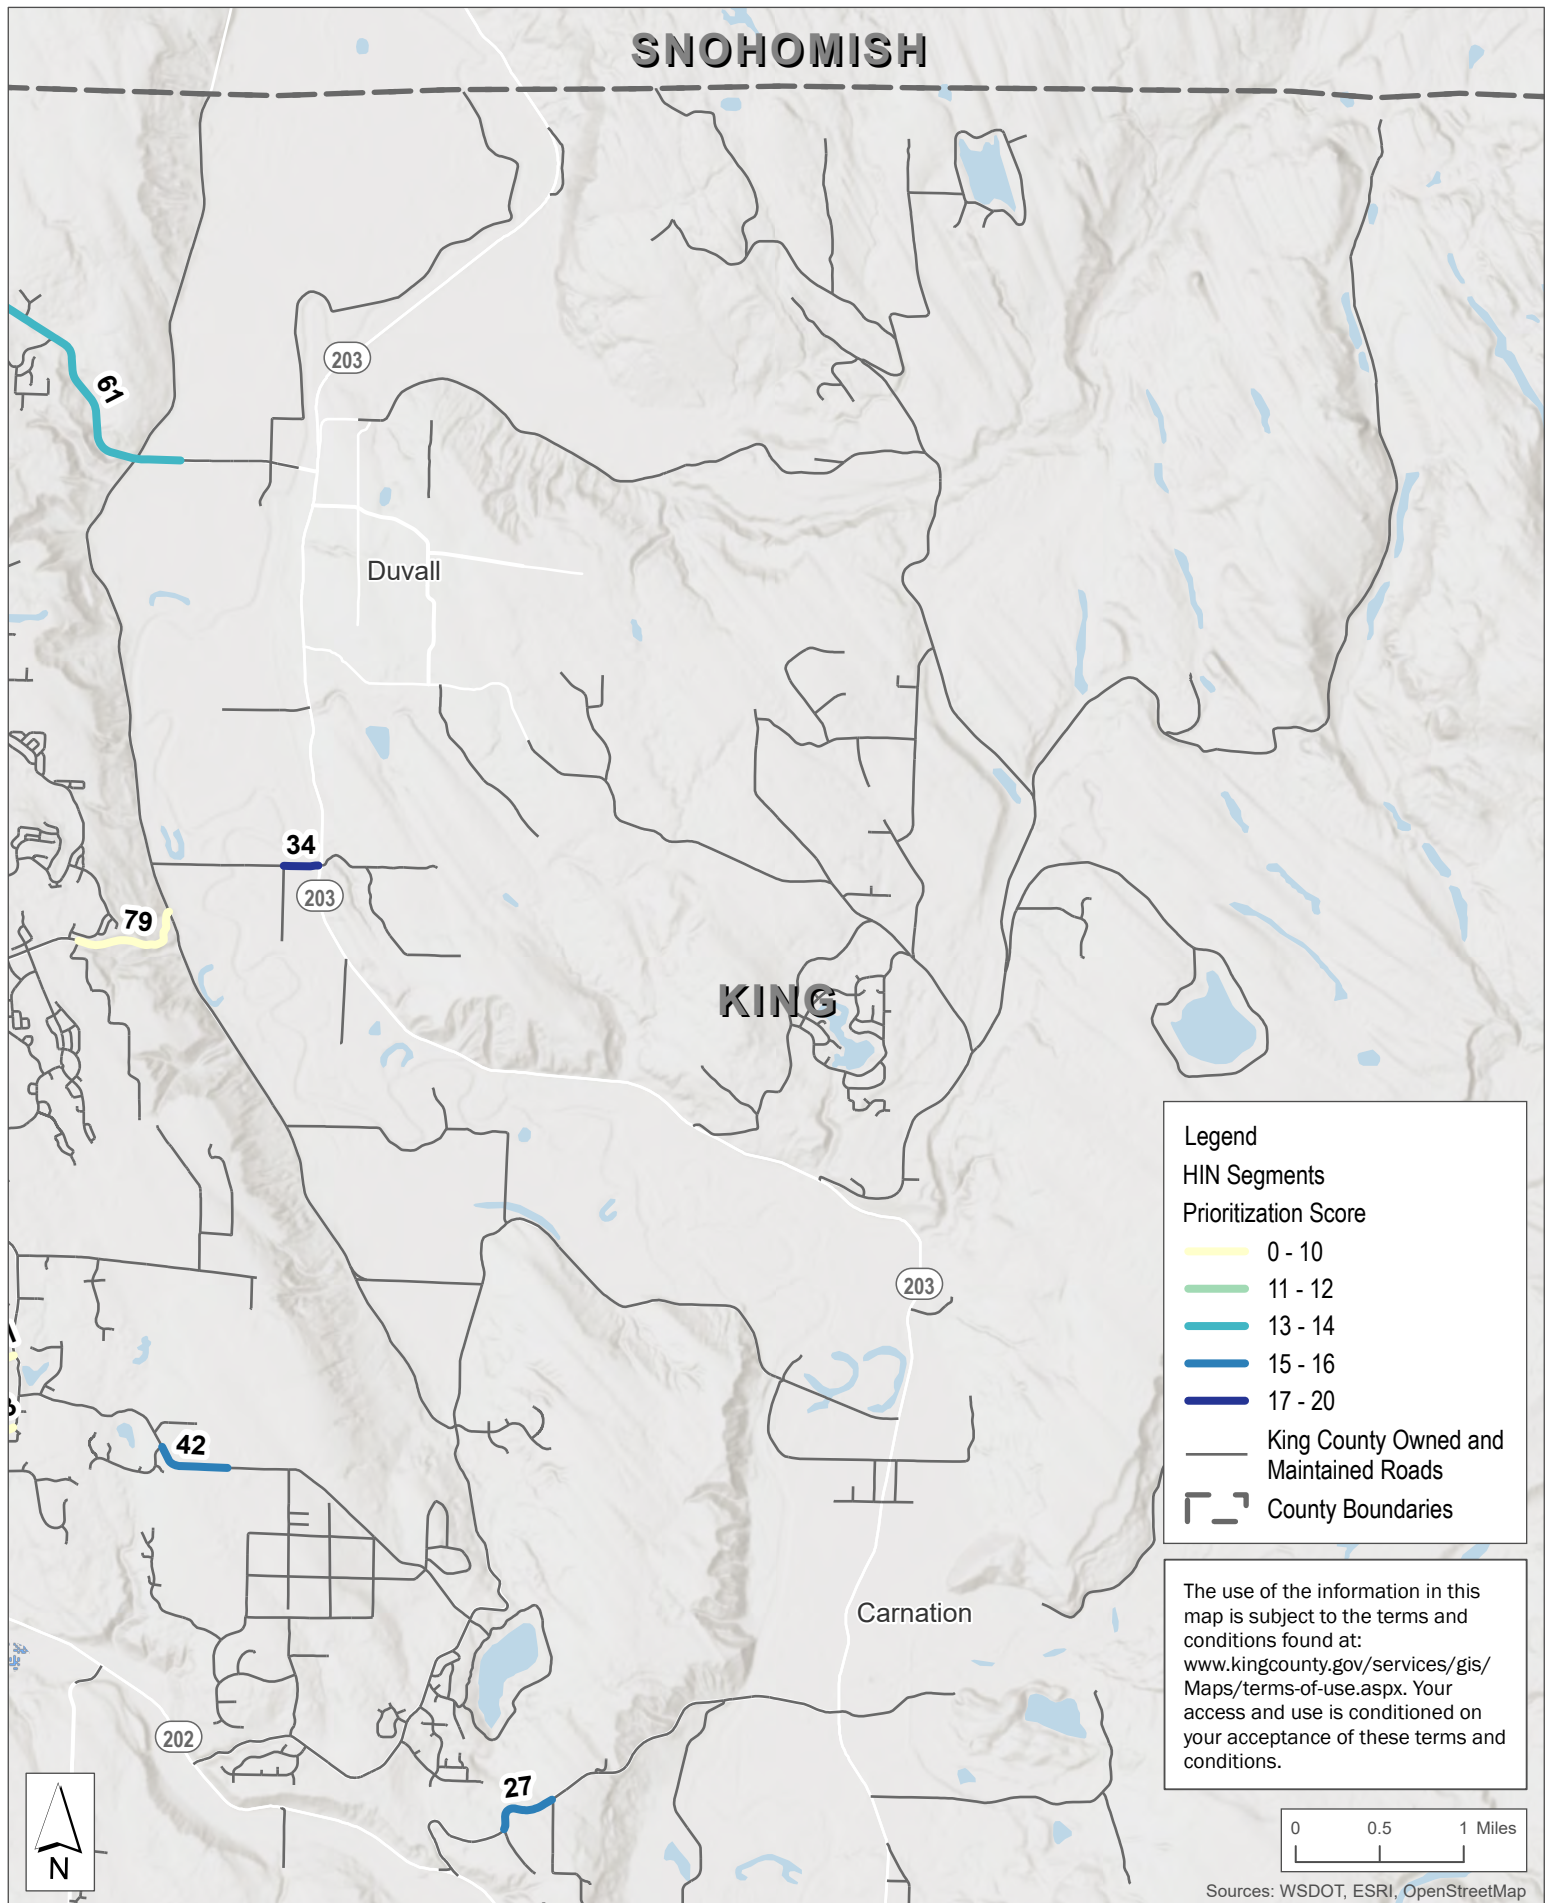 SNOHOMISH
203
61
Duvall
34
203
79
KING
Legend
HIN Segments
Prioritization Score
0 - 10
11 - 12
13 - 14
15 - 16
17 - 20
King County Owned and
Maintained Roads
County Boundaries
203
42
Carnation
The use of the information in this
map is subject to the terms and
conditions found at:
www.kingcounty.gov/services/gis/
Maps/terms-of-use.aspx. Your
access and use is conditioned on
your acceptance of these terms and
conditions.
202
27
N
0 0.5 1 Miles
Sources: WSDOT, ESRI, OpenStreetMap